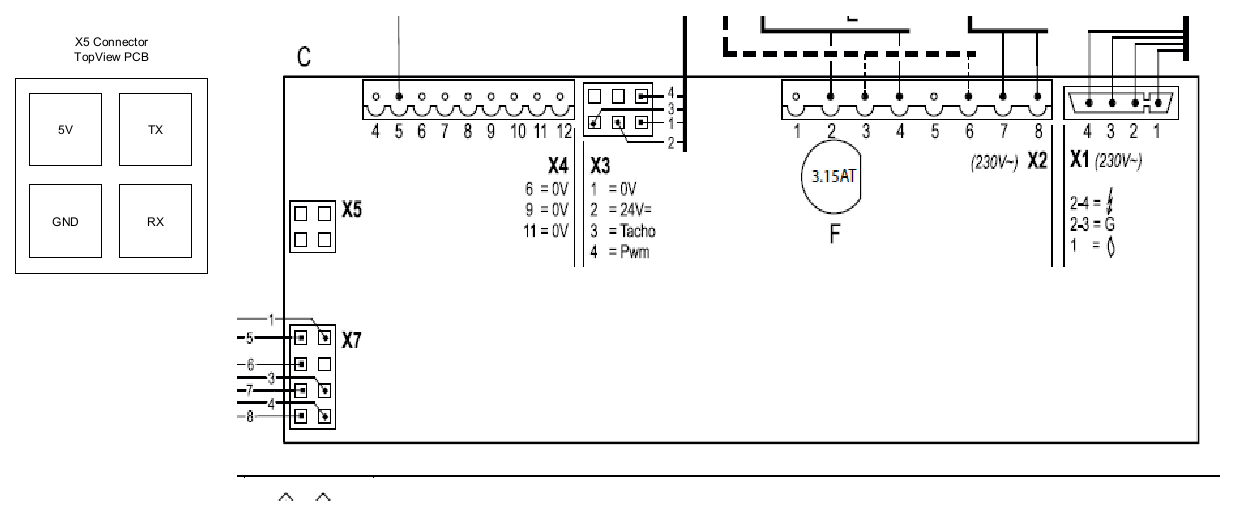 X5 Connector
TopView PCB
5V TX
GND RX
C
4 5 6 7 8 9 10 11 12
4
3
1
2
1 2 3 4 5 6 7 8
4 3 2 1
X4
6 = 0V
9 = 0V
11 = 0V
X3
1 = 0V
2 = 24V=
3 = Tacho
4 = Pwm
3.15AT
F
(230V~) X2
X1 (230V~)
2-4 =
2-3 = G
1 =
X5
X7
1
5
6
3
7
4
8